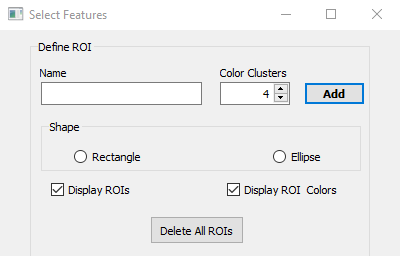 Select Features
Define ROI
Name
Color Clusters
4
Add
Shape
Rectangle
Ellipse
Display ROIs
Display ROI  Colors
Delete All ROIs